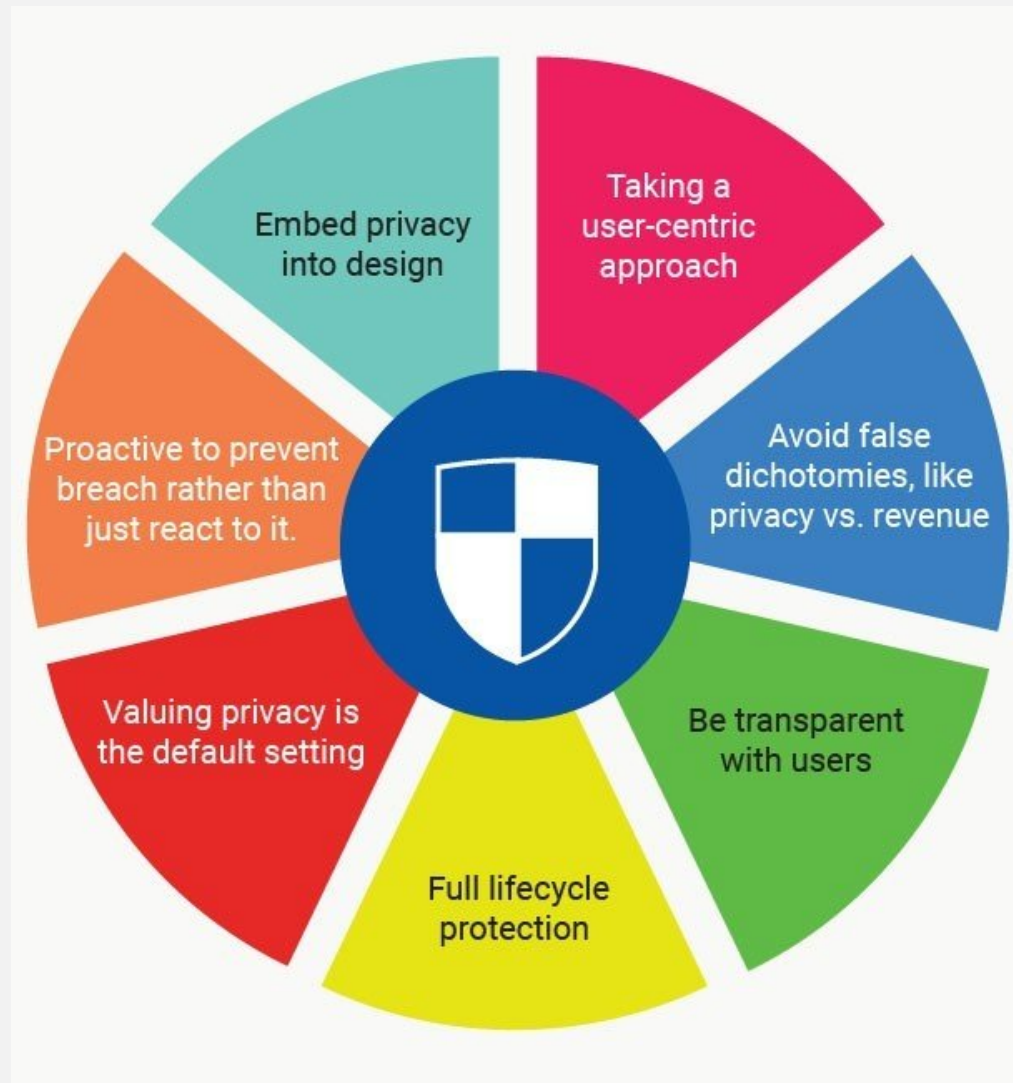 Embed privacy
into design
Taking a
user-centric
approach
Avoid false
dichotomies, like
privacy vs. revenue
Be transparent
with users
Full lifecycle
protection
Valuing privacy is
the default setting
Proactive to prevent
breach rather than
just react to it.